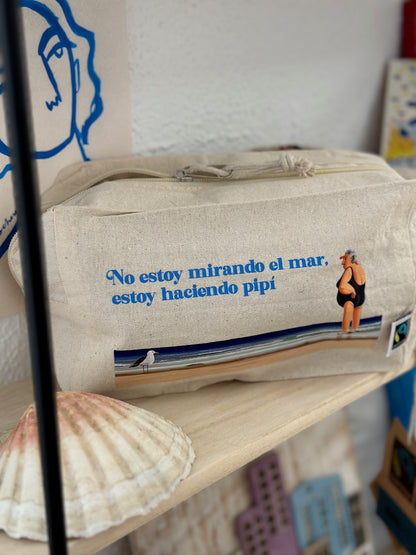 No estoy mirando el mar,
estoy haciendo pipí